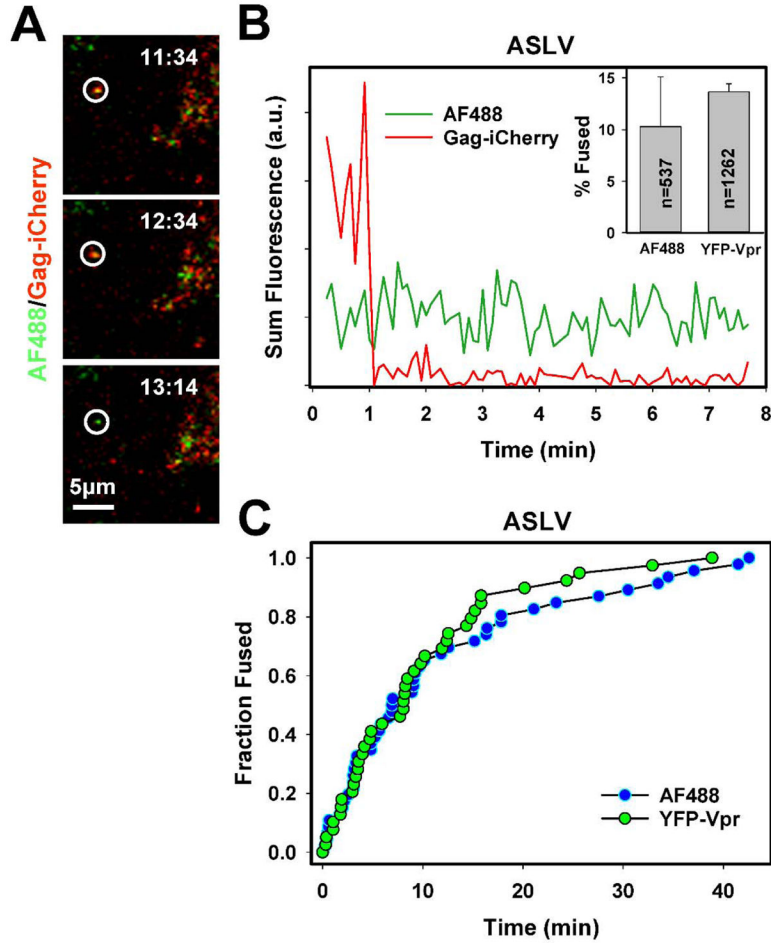 A
AF488/Gag-iCherry
11:34
12:34
13:14
5µm
B
ASLV
Sum Fluorescence (a.u.)
AF488
Gag-iCherry
% Fused
15
10
5
0
n=537
n=1262
AF488 YFP-Vpr
0 1 2 3 4 5 6 7 8
Time (min)
C
ASLV
Fraction Fused
1.0
0.8
0.6
0.4
0.2
0.0
AF488
YFP-Vpr
0 10 20 30 40
Time (min)